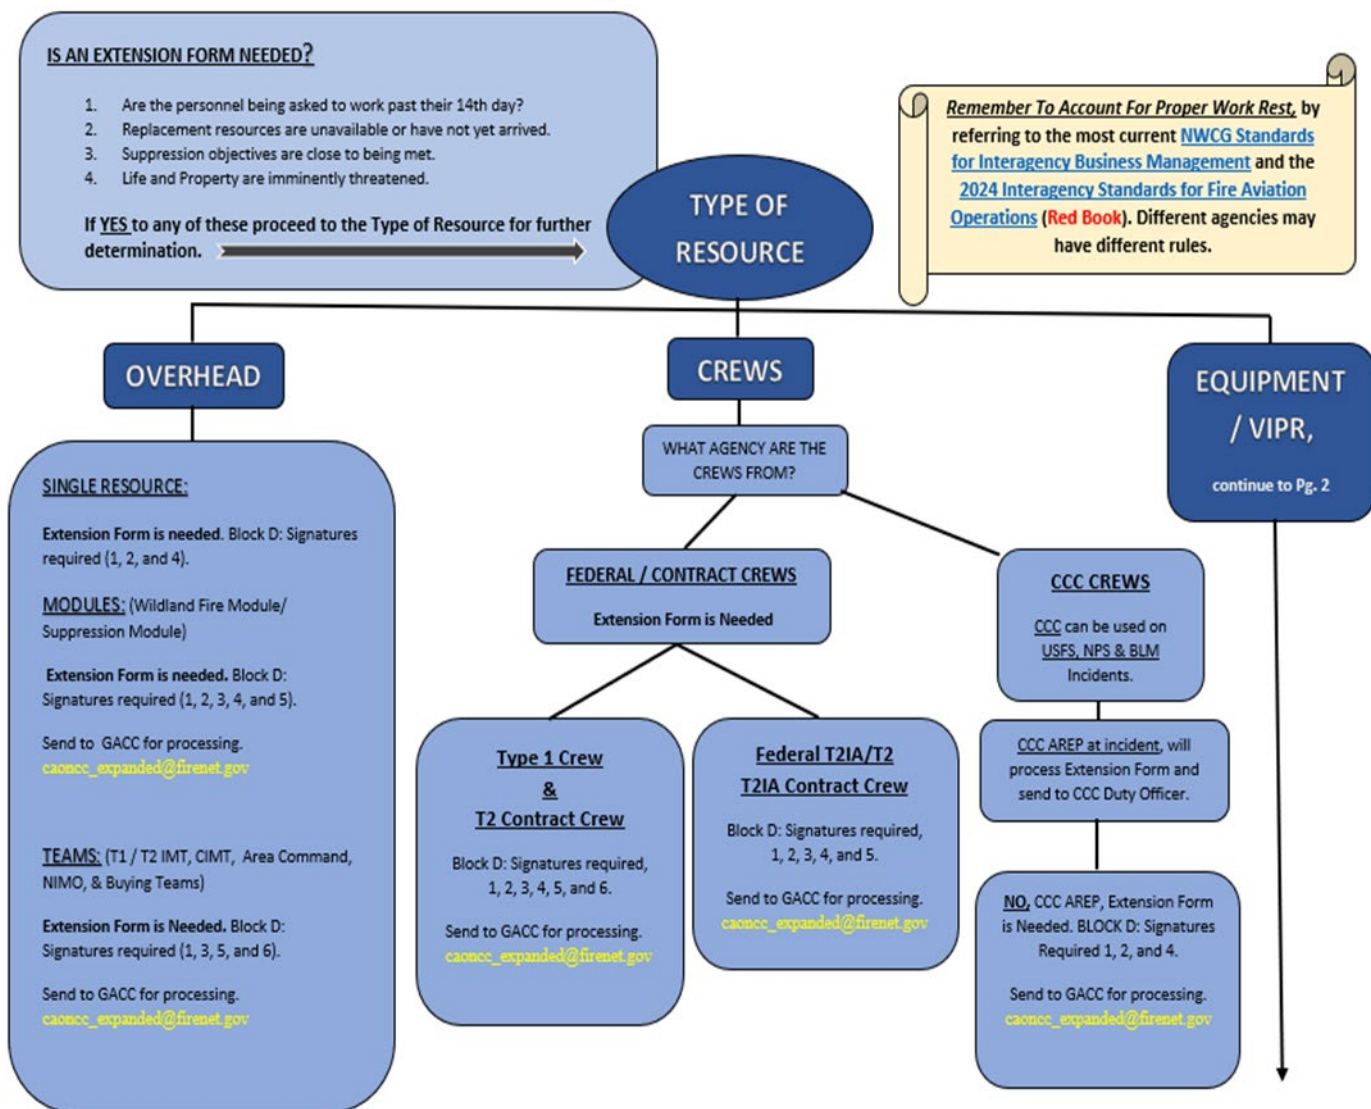 IS AN EXTENSION FORM NEEDED?
1. Are the personnel being asked to work past their 14th day?
2. Replacement resources are unavailable or have not yet arrived.
3. Suppression objectives are close to being met.
4. Life and Property are imminently threatened.
If YES to any of these proceed to the Type of Resource for further
determination.
TYPE OF
RESOURCE
Remember To Account For Proper Work Rest, by
referring to the most current NWCG Standards
for Interagency Business Management and the
2024 Interagency Standards for Fire Aviation
Operations (Red Book). Different agencies may
have different rules.
OVERHEAD
SINGLE RESOURCE:
Extension Form is needed. Block D: Signatures
required (1, 2, and 4).
MODULES: (Wildland Fire Module/
Suppression Module)
Extension Form is needed. Block D:
Signatures required (1, 2, 3, 4, and 5).
Send to GACC for processing.
caoncc_expanded@firenet.gov
TEAMS: (T1 / T2 IMT, CIMT, Area Command,
NIMO, & Buying Teams)
Extension Form is Needed. Block D:
Signatures required (1, 3, 5, and 6).
Send to GACC for processing.
caoncc_expanded@firenet.gov
CREWS
WHAT AGENCY ARE THE
CREWS FROM?
FEDERAL / CONTRACT CREWS
Extension Form is Needed
Type 1 Crew
&
T2 Contract Crew
Block D: Signatures required,
1, 2, 3, 4, 5, and 6.
Send to GACC for processing.
caoncc_expanded@firenet.gov
Federal T2IA/T2
T2IA Contract Crew
Block D: Signatures required,
1, 2, 3, 4, and 5.
Send to GACC for processing.
caoncc_expanded@firenet.gov
CCC CREWS
CCC can be used on
USFS, NPS & BLM
Incidents.
CCC AREP at incident, will
process Extension Form and
send to CCC Duty Officer.
NO, CCC AREP, Extension Form
is Needed. BLOCK D: Signatures
Required 1, 2, and 4.
Send to GACC for processing.
caoncc_expanded@firenet.gov
EQUIPMENT
/ VIPR,
continue to Pg. 2